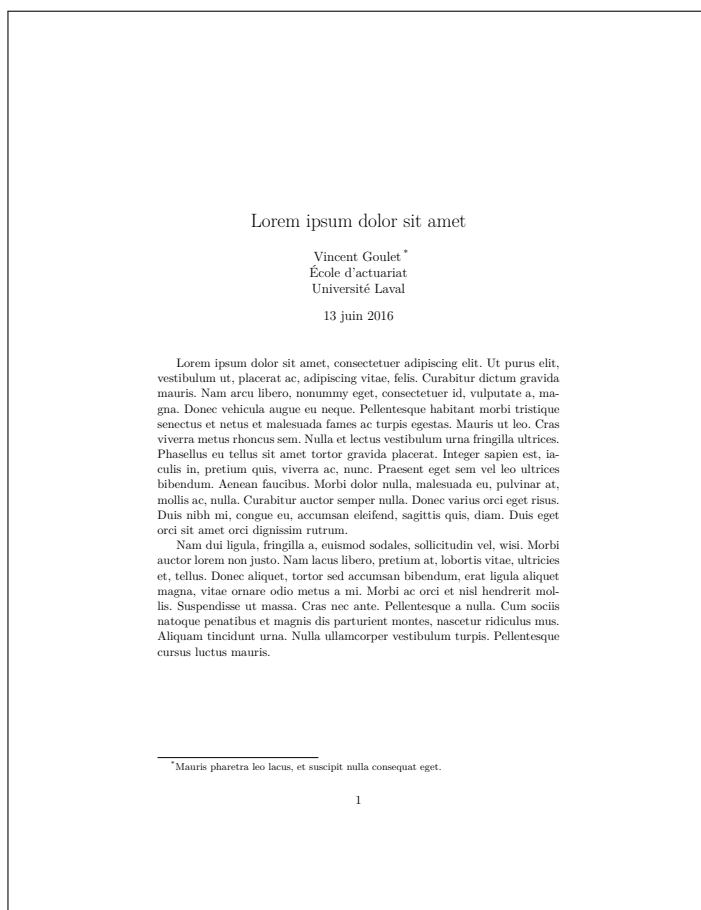 Lorem ipsum dolor sit amet
Vincent Goulet*
École d'actuariat
Université Laval
13 juin 2016
Lorem ipsum dolor sit amet, consectetuer adipiscing elit. Ut purus elit,
vestibulum ut, placerat ac, adipiscing vitae, felis. Curabitur dictum gravida
mauris. Nam arcu libero, nonummy eget, consectetuer id, vulputate a, ma-
gna. Donec vehicula augue eu neque. Pellentesque habitant morbi tristique
senectus et netus et malesuada fames ac turpis egestas. Mauris ut leo. Cras
viverra metus rhoncus sem. Nulla et lectus vestibulum urna fringilla ultrices.
Phasellus eu tellus sit amet tortor gravida placerat. Integer sapien est, ia-
culis in, pretium quis, viverra ac, nunc. Praesent eget sem vel leo ultrices
bibendum. Aenean faucibus. Morbi dolor nulla, malesuada eu, pulvinar at,
mollis ac, nulla. Curabitur auctor semper nulla. Donec varius orci eget risus.
Duis nibh mi, congue eu, accumsan eleifend, sagittis quis, diam. Duis eget
orci sit amet orci dignissim rutrum.
Nam dui ligula, fringilla a, euismod sodales, sollicitudin vel, wisi. Morbi
auctor lorem non justo. Nam lacus libero, pretium at, lobortis vitae, ultricies
et, tellus. Donec aliquet, tortor sed accumsan bibendum, erat ligula aliquet
magna, vitae ornare odio metus a mi. Morbi ac orci et nisl hendrerit mol-
lis. Suspendisse ut massa. Cras nec ante. Pellentesque a nulla. Cum sociis
natoque penatibus et magnis dis parturient montes, nascetur ridiculus mus.
Aliquam tincidunt urna. Nulla ullamcorper vestibulum turpis. Pellentesque
cursus luctus mauris.
*Mauris pharetra leo lacus, et suscipit nulla consequat eget.
1